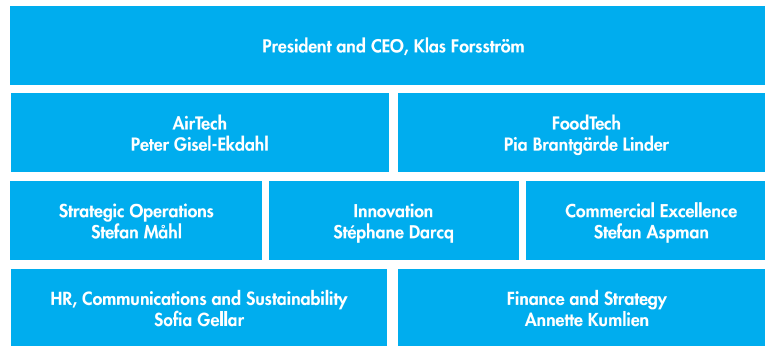 President and CEO, Klas Forsström
AirTech
Peter Gisel-Ekdahl
FoodTech
Pia Brantgärde Linder
Strategic Operations
Stefan Måhl
Innovation
Stéphane Darcq
Commercial Excellence
Stefan Aspman
HR, Communications and Sustainability
Sofia Gellar
Finance and Strategy
Annette Kumlien